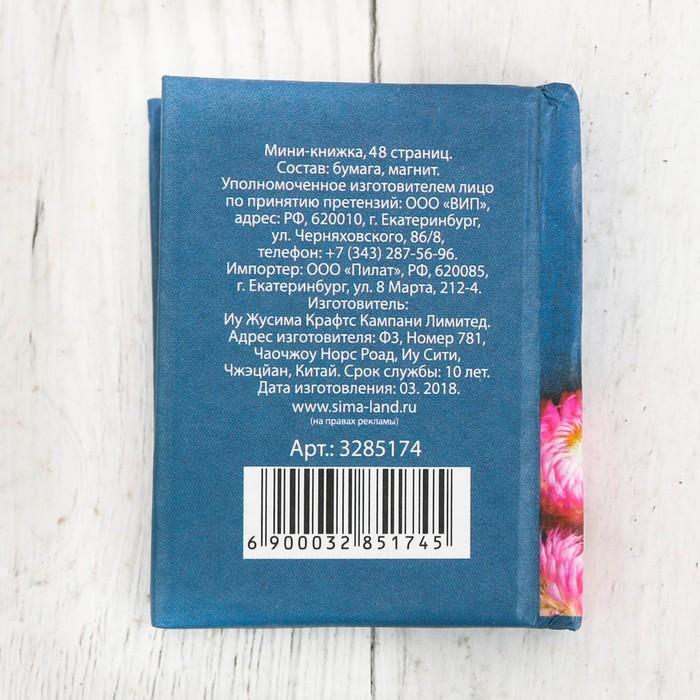 Мини-книжка, 48 страниц.
Состав: бумага, магнит.
Уполномоченное изготовителем лицо
по принятию претензий: ООО «ВИП»,
адрес: РФ, 620010, г. Екатеринбург,
ул. Черняховского, 86/8,
телефон: +7 (343) 287-56-96.
Импортер: ООО «Пилат», РФ, 620085,
г. Екатеринбург, ул. 8 Марта, 212-4.
Изготовитель:
Иу Жусима Крафтс Кампани Лимитед.
Адрес изготовителя: Ф3, Номер 781,
Чаочжоу Норс Роад, Иу Сити,
Чжэцйан, Китай. Срок службы: 10 лет.
Дата изготовления: 03. 2018.
www.sima-land.ru
(на правах рекламы)
Арт.: 3285174
6 900032 851745